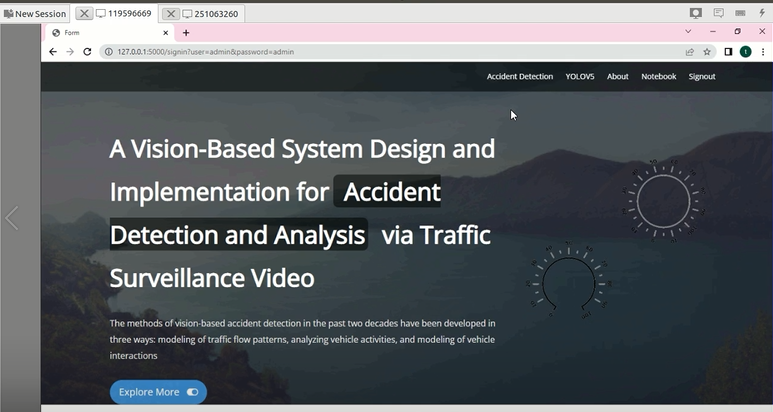 New Session
119596669
251063260
Form
127.0.0.1:5000/signin?user=admin&password=admin
Accident Detection YOLOV5 About Notebook Signout
A Vision-Based System Design and
Implementation for Accident
Detection and Analysis via Traffic
Surveillance Video
The methods of vision-based accident detection in the past two decades have been developed in
three ways: modeling of traffic flow patterns, analyzing vehicle activities, and modeling of vehicle
interactions
Explore More